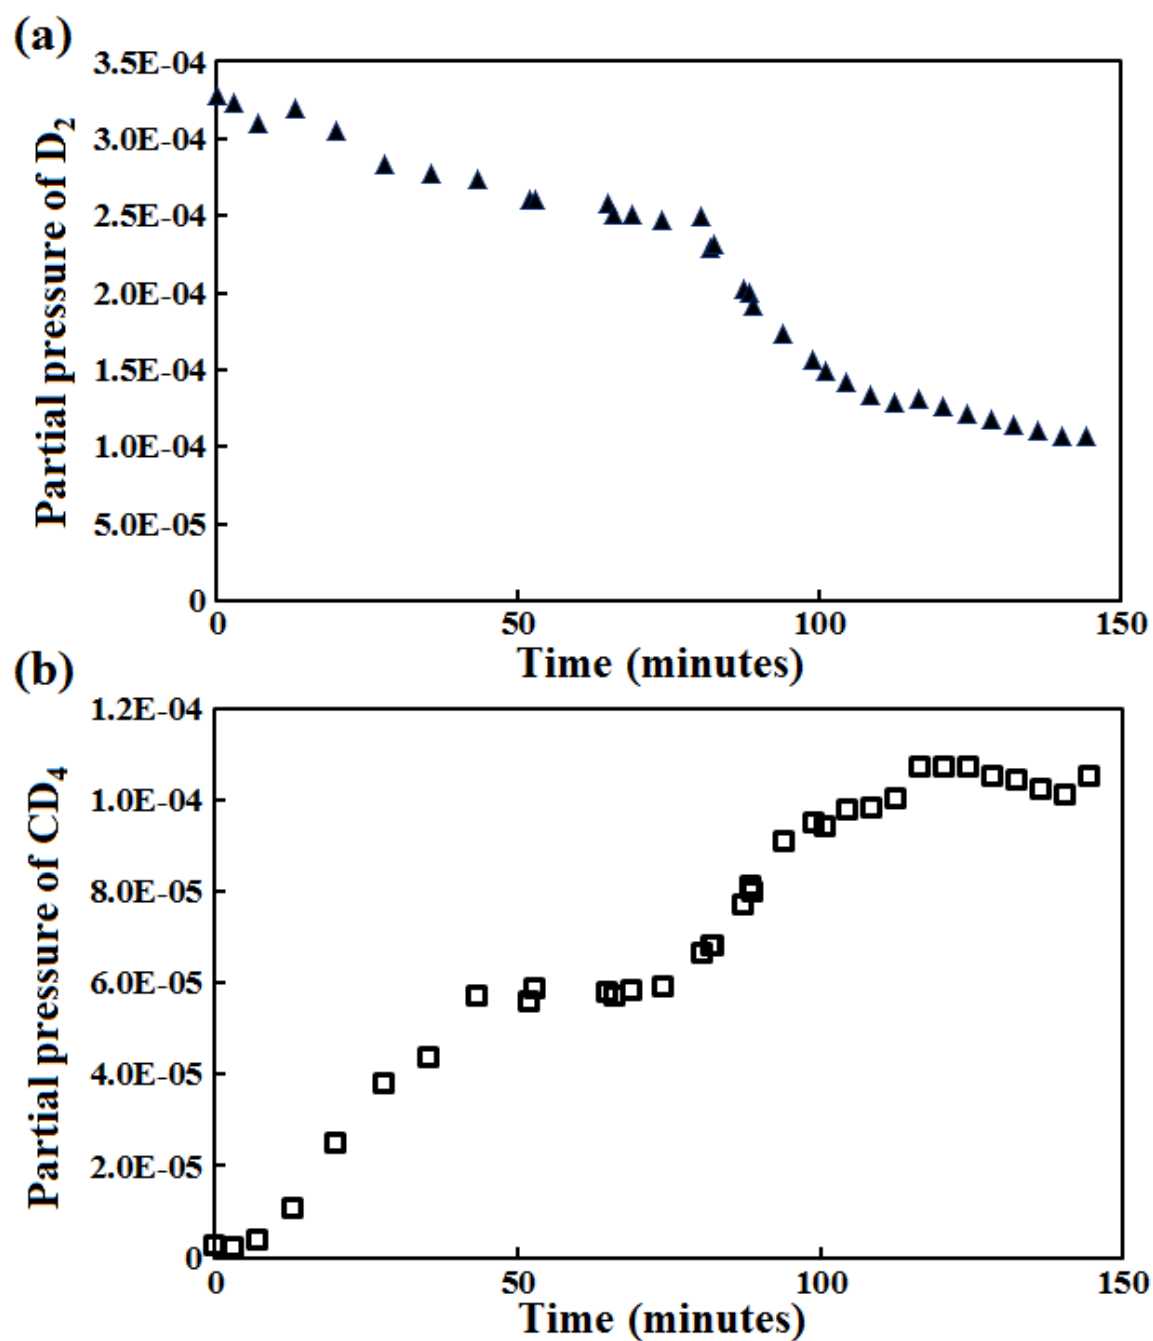 (a)
Partial pressure of D2
3.5E-04
3.0E-04
2.5E-04
2.0E-04
1.5E-04
1.0E-04
5.0E-05
0
0 50 100 150
Time (minutes)
(b)
Partial pressure of CD4
1.2E-04
1.0E-04
8.0E-05
6.0E-05
4.0E-05
2.0E-05
0
0 50 100 150
Time (minutes)